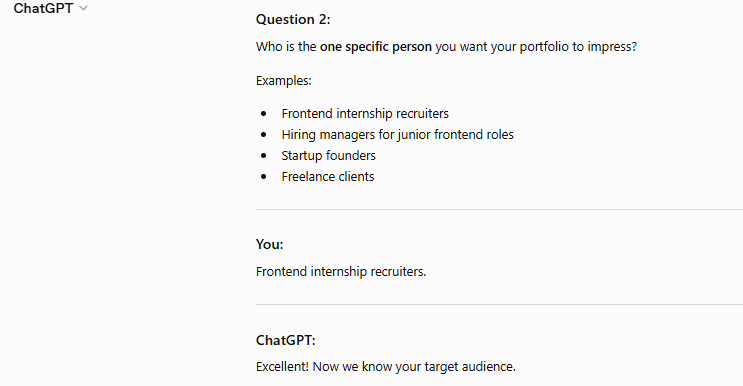 ChatGPT
Question 2:
Who is the one specific person you want your portfolio to impress?
Examples:
Frontend internship recruiters
Hiring managers for junior frontend roles
Startup founders
Freelance clients
You:
Frontend internship recruiters.
ChatGPT:
Excellent! Now we know your target audience.